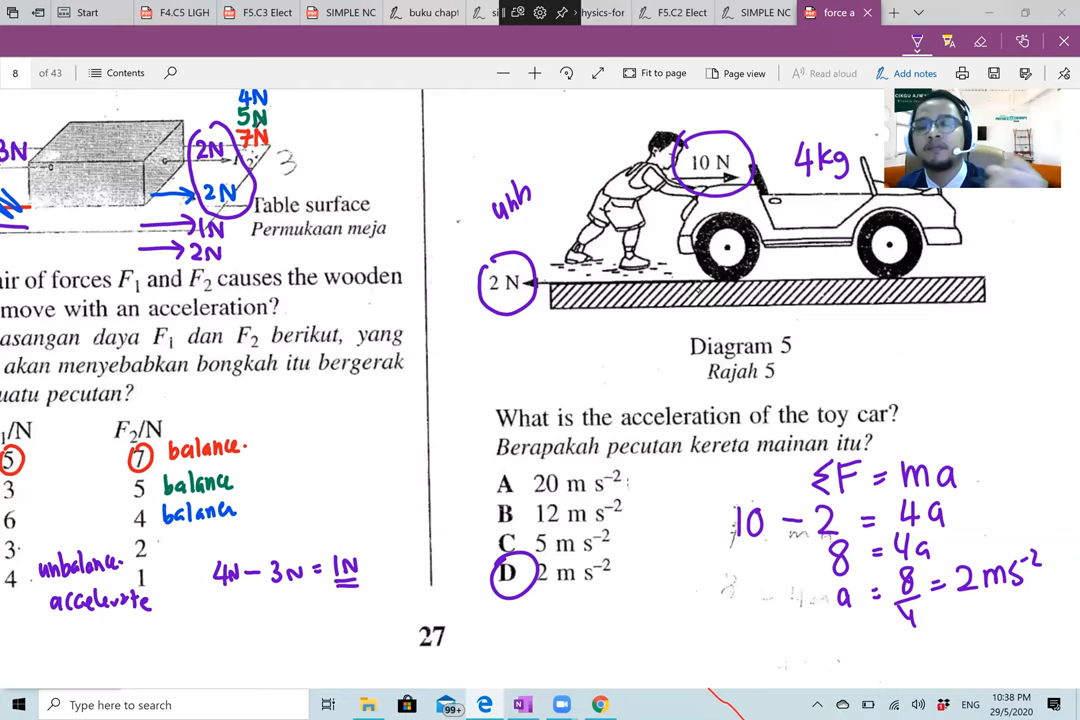 Start
F4.C5 LIGH
F5.C3 Elect
SIMPLE NC
buku chapt
si
hysics-for
F5.C2 Elect
SIMPLE NC
force a
8 of 43
Contents
Fit to page
Page view
Read aloud
Add notes
4N
5N
7N
3N
2N
3
N
2N
1N
2N
Table surface
Permukaan meja
air of forces F₁ and F₂ causes the wooden
move with an acceleration?
asangan daya F₁ dan F₂ berikut, yang
akan menyebabkan bongkah itu bergerak
uatu pecutan?
₁/N F₂/N
5 7 balance.
3 5 balance
6 4 balance
3 2
unbalance.
4 1
accelerate
4N - 3N = 1N
10 N
4kg
2 N
Diagram 5
Rajah 5
What is the acceleration of the toy car?
Berapakah pecutan kereta mainan itu?
A 20 m s⁻²
B 12 m s⁻²
C 5 m s⁻²
D 2 m s⁻²
ΣF = ma
10 - 2 = 4a
8 = 4a
a = 8/4 = 2 ms⁻²
27
Type here to search
99+
ENG
10:38 PM
29/5/2020